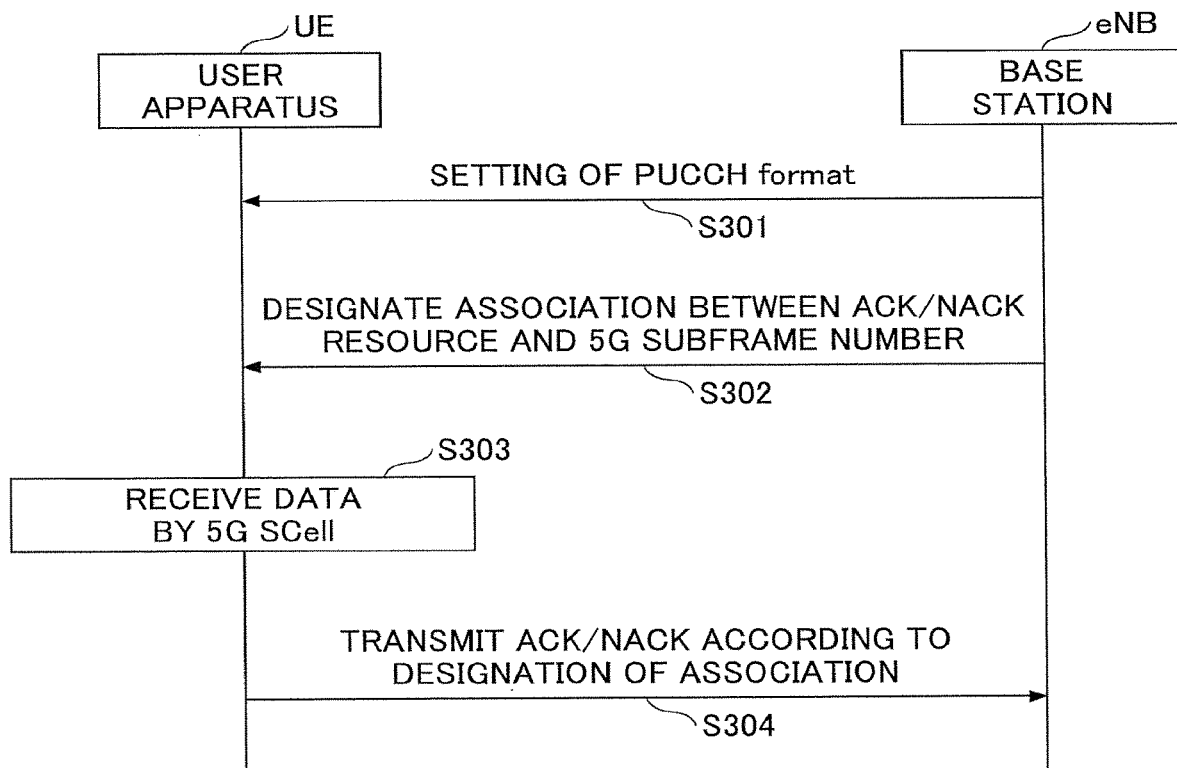 UE
eNB
USER
APPARATUS
BASE
STATION
SETTING OF PUCCH format
S301
DESIGNATE ASSOCIATION BETWEEN ACK/NACK
RESOURCE AND 5G SUBFRAME NUMBER
S302
S303
RECEIVE DATA
BY 5G SCell
TRANSMIT ACK/NACK ACCORDING TO
DESIGNATION OF ASSOCIATION
S304